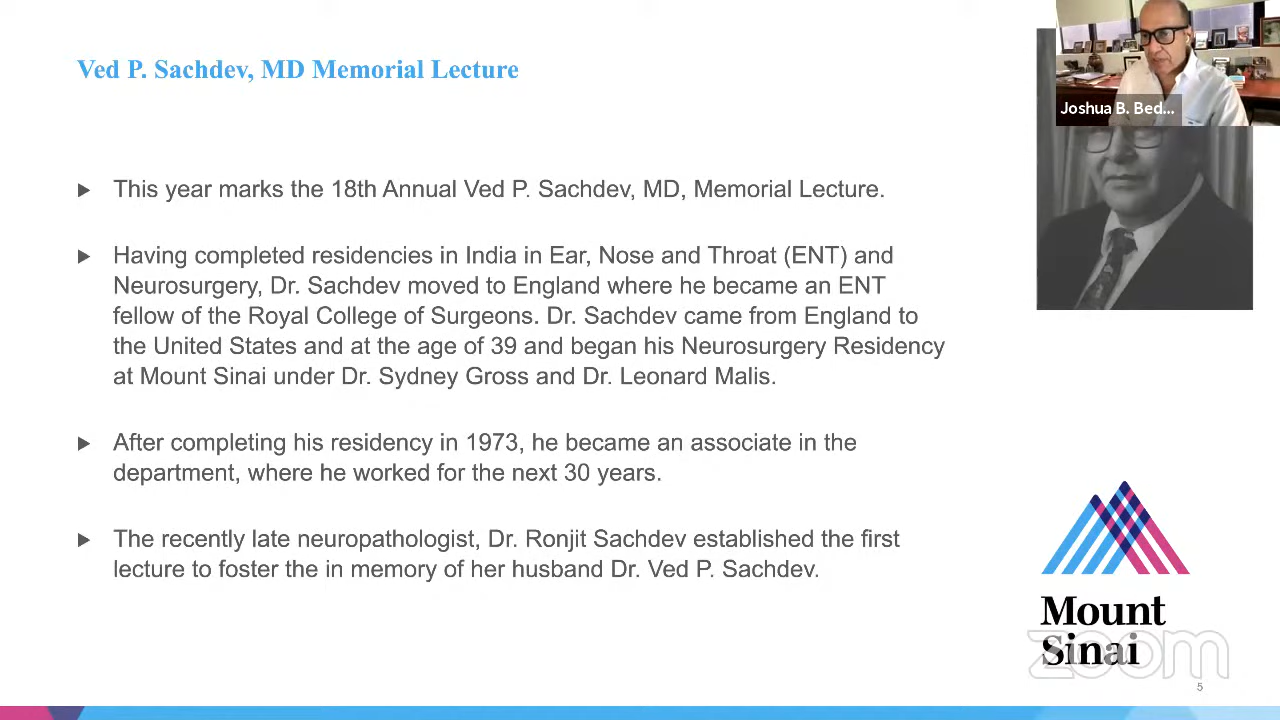 Ved P. Sachdev, MD Memorial Lecture
Joshua B. Bed...
This year marks the 18th Annual Ved P. Sachdev, MD, Memorial Lecture.
Having completed residencies in India in Ear, Nose and Throat (ENT) and
Neurosurgery, Dr. Sachdev moved to England where he became an ENT
fellow of the Royal College of Surgeons. Dr. Sachdev came from England to
the United States and at the age of 39 and began his Neurosurgery Residency
at Mount Sinai under Dr. Sydney Gross and Dr. Leonard Malis.
After completing his residency in 1973, he became an associate in the
department, where he worked for the next 30 years.
The recently late neuropathologist, Dr. Ronjit Sachdev established the first
lecture to foster the in memory of her husband Dr. Ved P. Sachdev.
Mount
Sinai
zoom
5